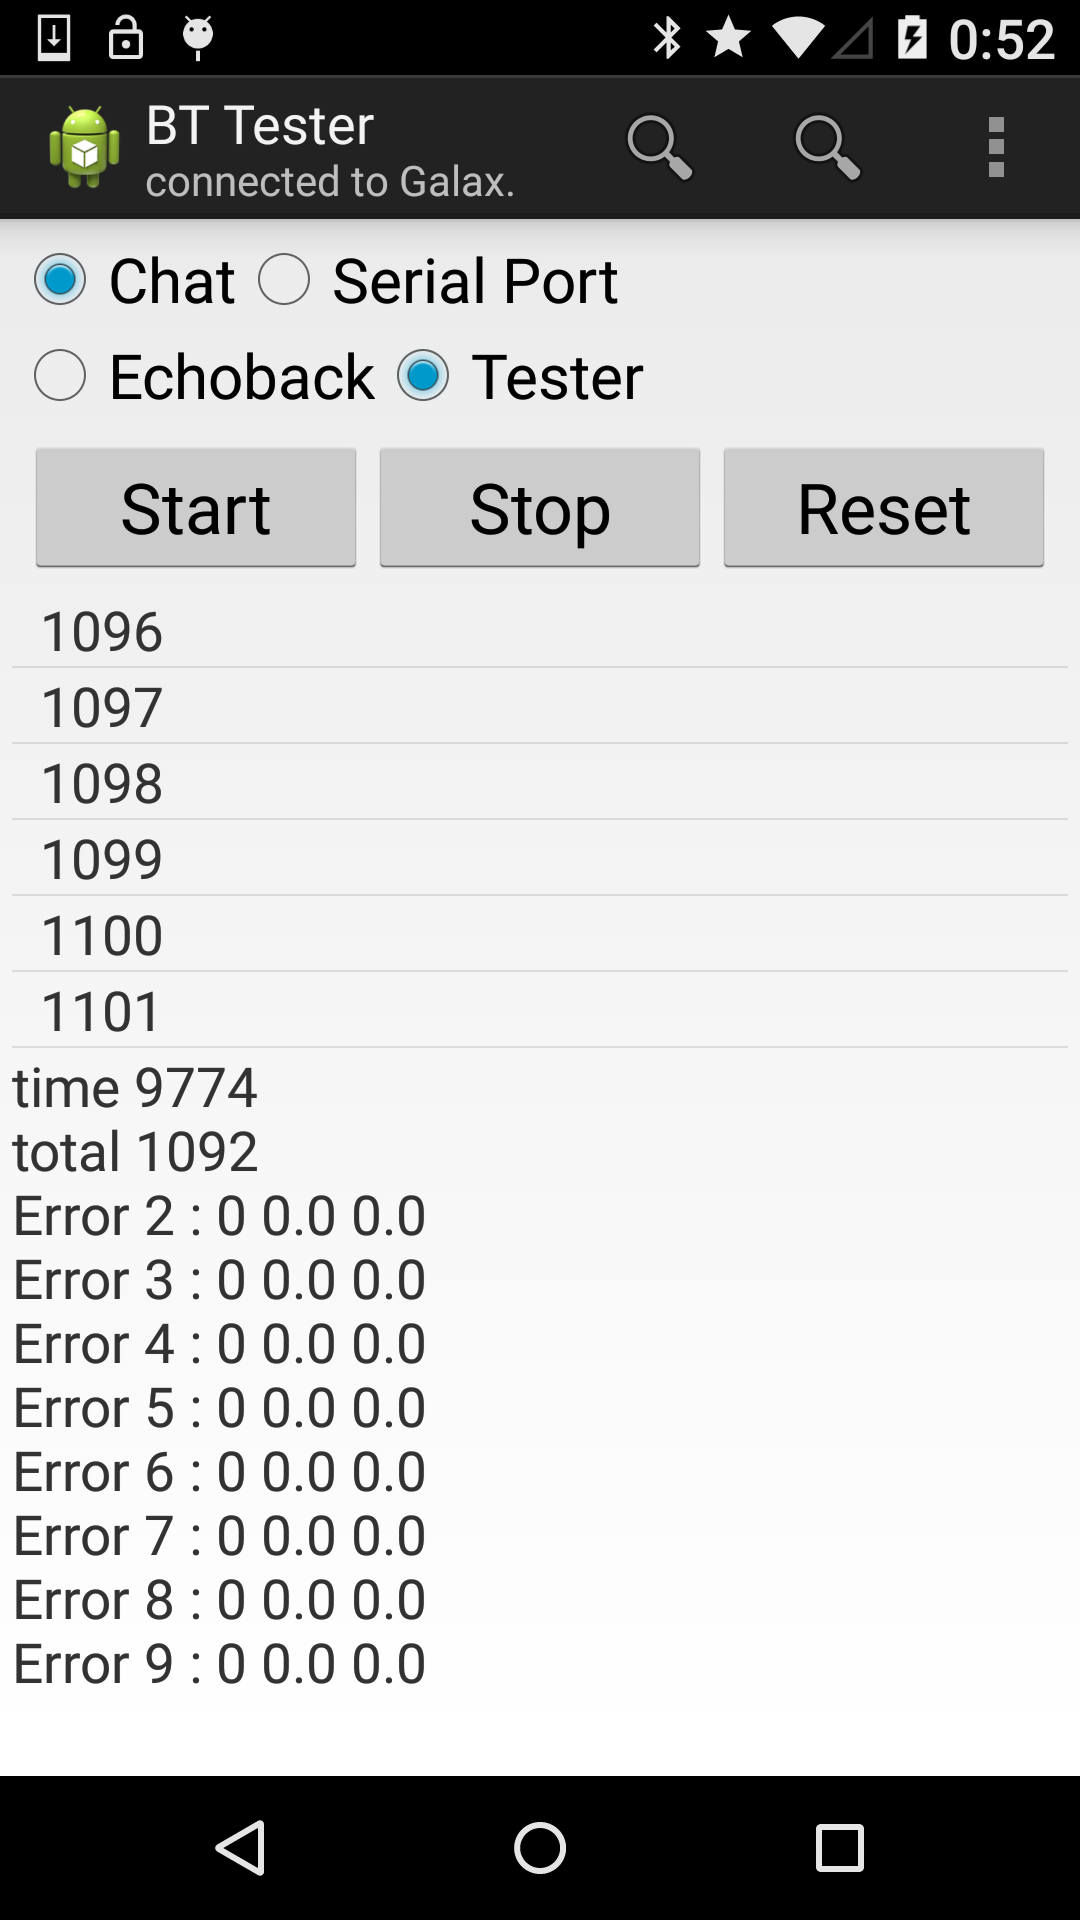 0:52
BT Tester
connected to Galax.
Chat Serial Port
Echoback Tester
Start Stop Reset
1096
1097
1098
1099
1100
1101
time 9774
total 1092
Error 2 : 0 0.0 0.0
Error 3 : 0 0.0 0.0
Error 4 : 0 0.0 0.0
Error 5 : 0 0.0 0.0
Error 6 : 0 0.0 0.0
Error 7 : 0 0.0 0.0
Error 8 : 0 0.0 0.0
Error 9 : 0 0.0 0.0